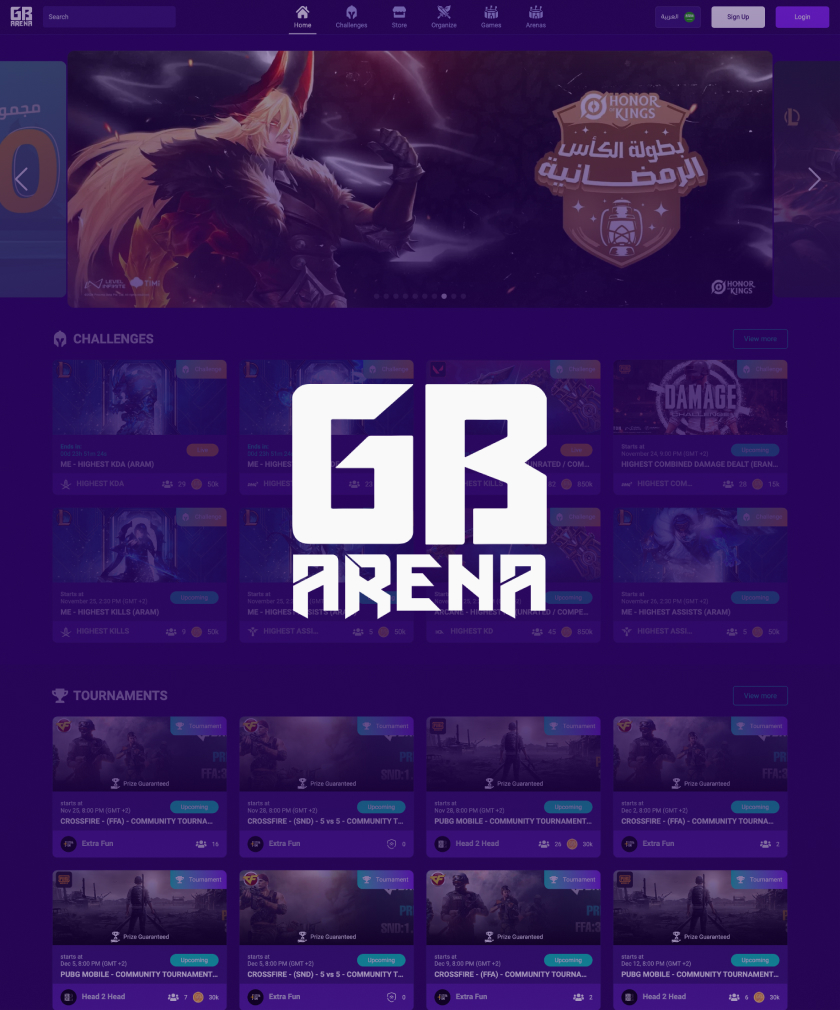 GB
ARENA
Search
Home
Challenges
Store
Organize
Games
Arenas
العربية
Sign Up
Login
مجمو
0
HONOR
KINGS
بطولة الكأس
الرمضانية
LEVEL
INFINITE
TIMI
HONOR
KINGS
CHALLENGES
View more
Challenge
Challenge
Challenge
Challenge
DAMAGE
Ends in:
ME - HIGHEST KDA (ARAM)
HIGHEST KDA
29
50k
ME - HIGHEST
UNRATED / COM...
HIGHEST KILLS
850k
Starts at
November 24, 9:00 PM (GMT +2)
Upcoming
HIGHEST COMBINED DAMAGE DEALT (ERAN...
HIGHEST COM...
28
15k
Challenge
Challenge
Challenge
Challenge
Starts at
November 25, 2:30 PM (GMT +2)
Upcoming
ME - HIGHEST KILLS (ARAM)
HIGHEST KILLS
9
50k
Starts at
ME - HIGHEST ASSISTS
HIGHEST ASSI...
5
50k
Upcoming
ARCANE - HIGHEST
UNRATED / COMPE...
HIGHEST KD
45
850k
Starts at
November 26, 2:30 PM (GMT +2)
Upcoming
ME - HIGHEST ASSISTS (ARAM)
HIGHEST ASSI...
5
50k
GB
ARENA
TOURNAMENTS
View more
Tournament
Prize Guaranteed
starts at
Nov 25, 8:00 PM (GMT +2)
Upcoming
CROSSFIRE - (FFA) - COMMUNITY TOURNA...
Extra Fun
16
Tournament
Prize Guaranteed
starts at
Nov 28, 8:00 PM (GMT +2)
Upcoming
CROSSFIRE - (SND) - 5 vs 5 - COMMUNITY T...
Extra Fun
0
Tournament
Prize Guaranteed
starts at
Nov 28, 8:00 PM (GMT +2)
Upcoming
PUBG MOBILE - COMMUNITY TOURNAMENT...
Head 2 Head
26
30k
Tournament
Prize Guaranteed
starts at
Dec 2, 8:00 PM (GMT +2)
Upcoming
CROSSFIRE - (FFA) - COMMUNITY TOURNA...
Extra Fun
2
Tournament
Prize Guaranteed
starts at
Dec 5, 8:00 PM (GMT +2)
Upcoming
PUBG MOBILE - COMMUNITY TOURNAMENT...
Head 2 Head
7
30k
Tournament
Prize Guaranteed
starts at
Dec 5, 8:00 PM (GMT +2)
Upcoming
CROSSFIRE - (SND) - 5 vs 5 - COMMUNITY T...
Extra Fun
0
Tournament
Prize Guaranteed
starts at
Dec 9, 8:00 PM (GMT +2)
Upcoming
CROSSFIRE - (FFA) - COMMUNITY TOURNA...
Extra Fun
2
Tournament
Prize Guaranteed
starts at
Dec 12, 8:00 PM (GMT +2)
Upcoming
PUBG MOBILE - COMMUNITY TOURNAMENT...
Head 2 Head
6
30k